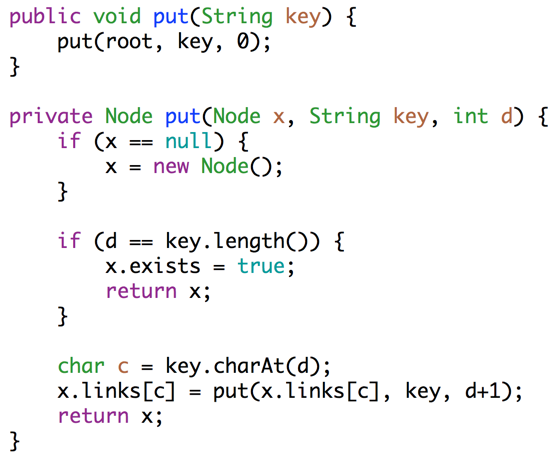 public void put(String key) {
    put(root, key, 0);
}
private Node put(Node x, String key, int d) {
    if (x == null) {
        x = new Node();
    }
    if (d == key.length()) {
        x.exists = true;
        return x;
    }
    char c = key.charAt(d);
    x.links[c] = put(x.links[c], key, d+1);
    return x;
}